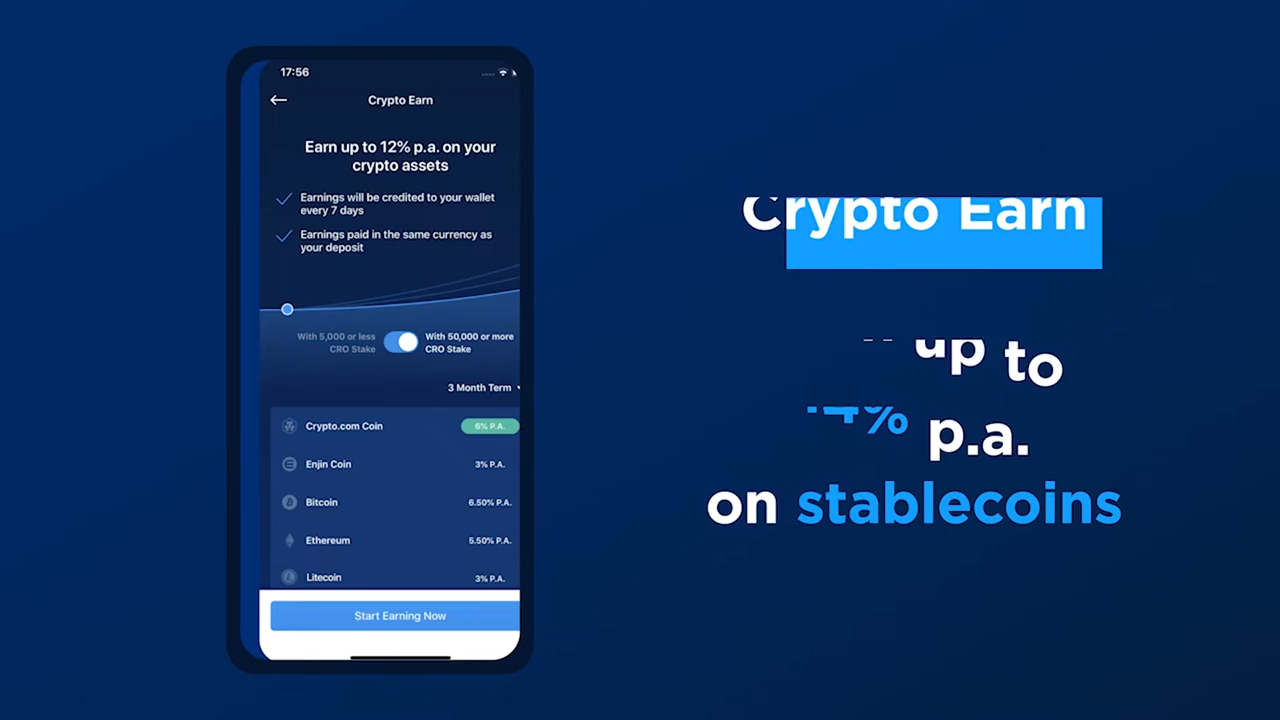 17:56
Crypto Earn
Earn up to 12% p.a. on your
crypto assets
Earnings will be credited to your wallet
every 7 days
Earnings paid in the same currency as
your deposit
With 5,000 or less
CRO Stake
With 50,000 or more
CRO Stake
3 Month Term
Crypto.com Coin
6% P.A.
Enjin Coin
3% P.A.
Bitcoin
6.50% P.A.
Ethereum
5.50% P.A.
Litecoin
3% P.A.
Start Earning Now
Crypto Earn
up to
p.a.
on stablecoins